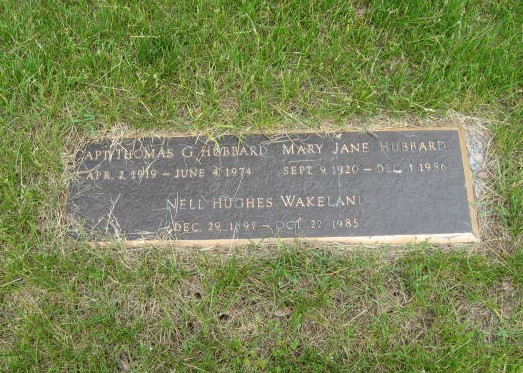 CAPT. THOMAS G. HUBBARD MARY JANE HUBBARD
APR. 2, 1919 - JUNE 4, 1974 SEPT. 9, 1920 - DEC. 1, 1986
NELL HUGHES WAKELAND
DEC. 29, 1897 - OCT. 22, 1985